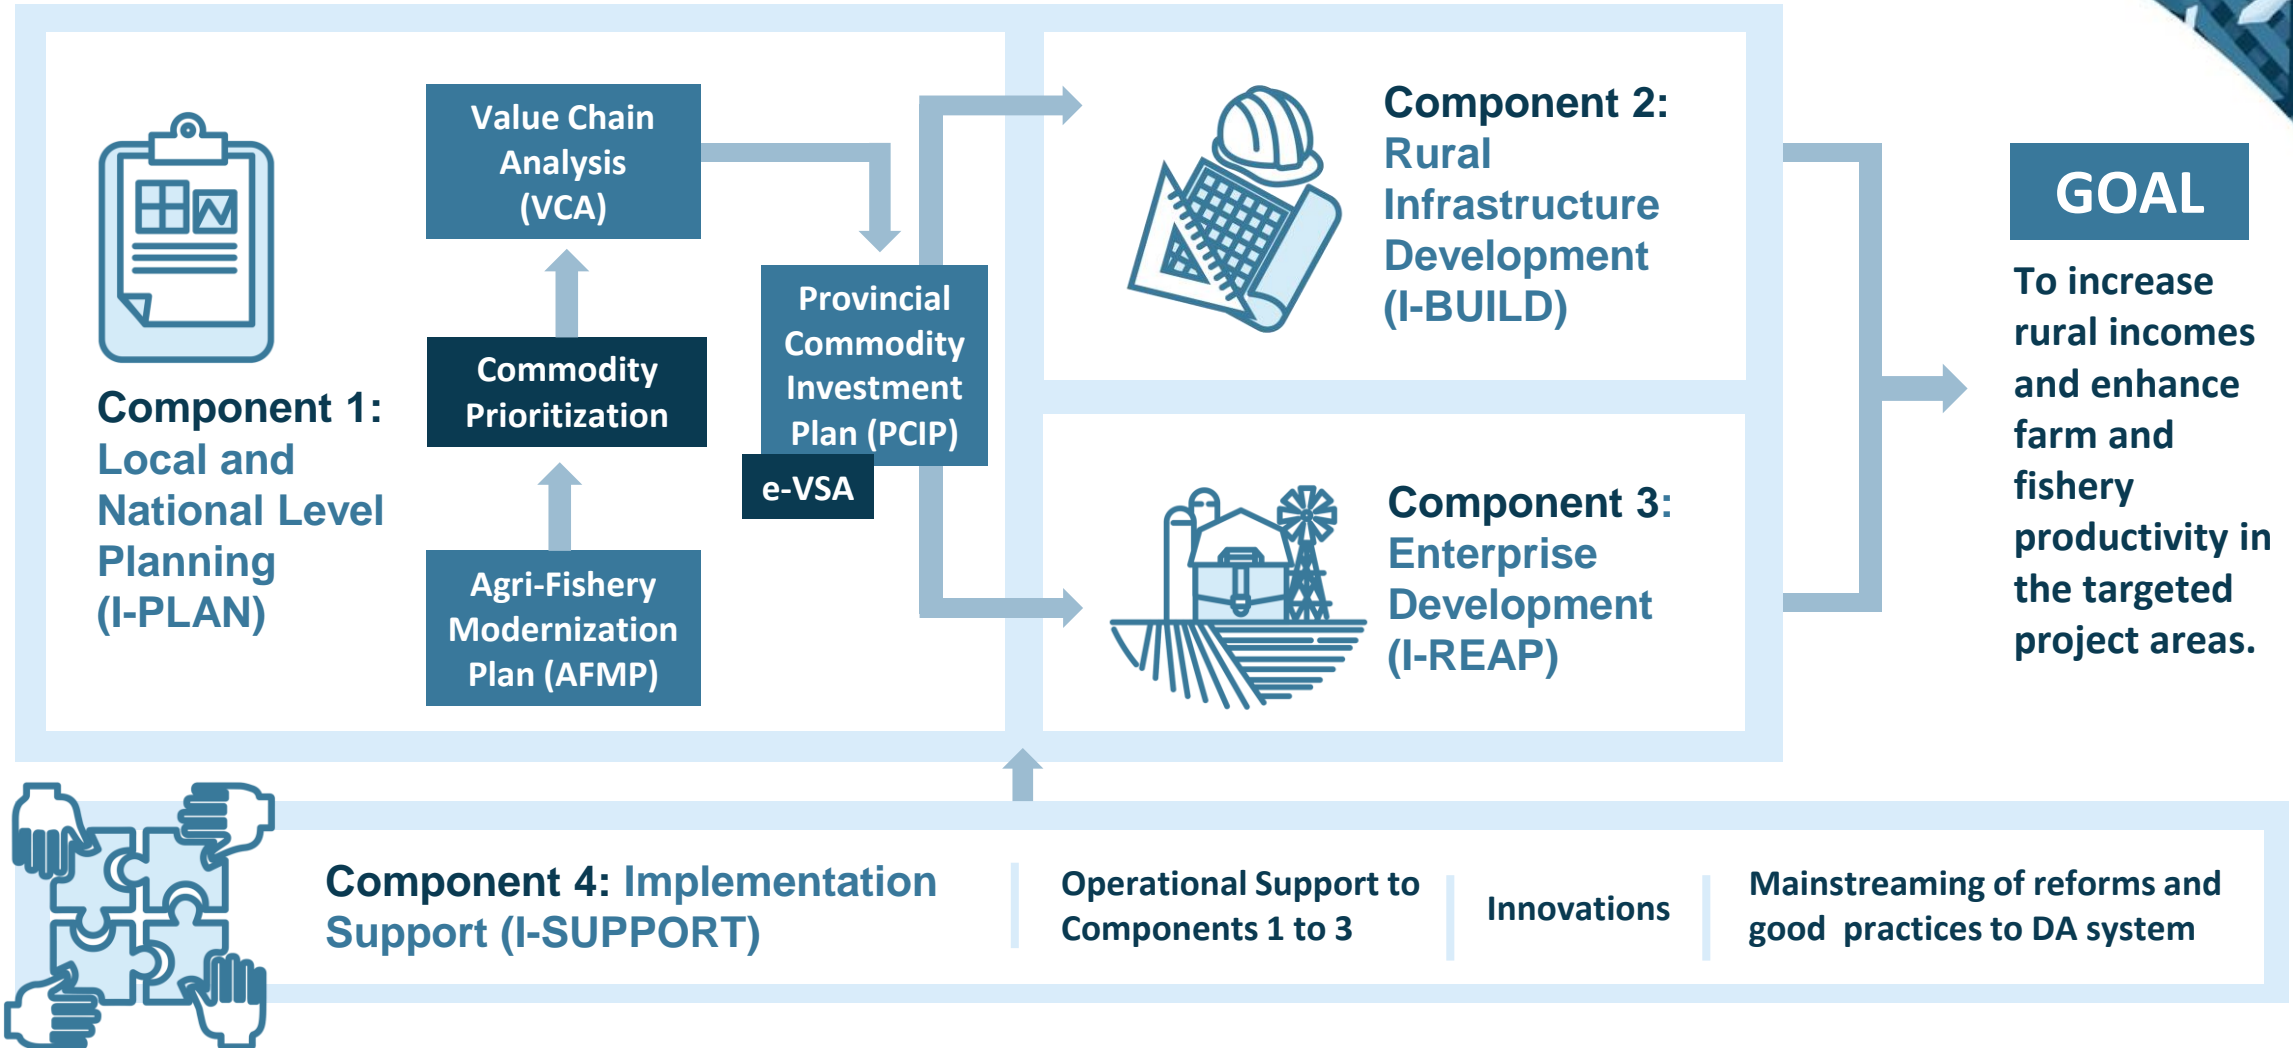 Component 1:
Local and
National Level
Planning
(I-PLAN)
Value Chain
Analysis
(VCA)
Commodity
Prioritization
Agri-Fishery
Modernization
Plan (AFMP)
Provincial
Commodity
Investment
Plan (PCIP)
e-VSA
Component 2:
Rural
Infrastructure
Development
(I-BUILD)
Component 3:
Enterprise
Development
(I-REAP)
GOAL
To increase
rural incomes
and enhance
farm and
fishery
productivity in
the targeted
project areas.
Component 4: Implementation
Support (I-SUPPORT)
Operational Support to
Components 1 to 3
Innovations
Mainstreaming of reforms and
good  practices to DA system